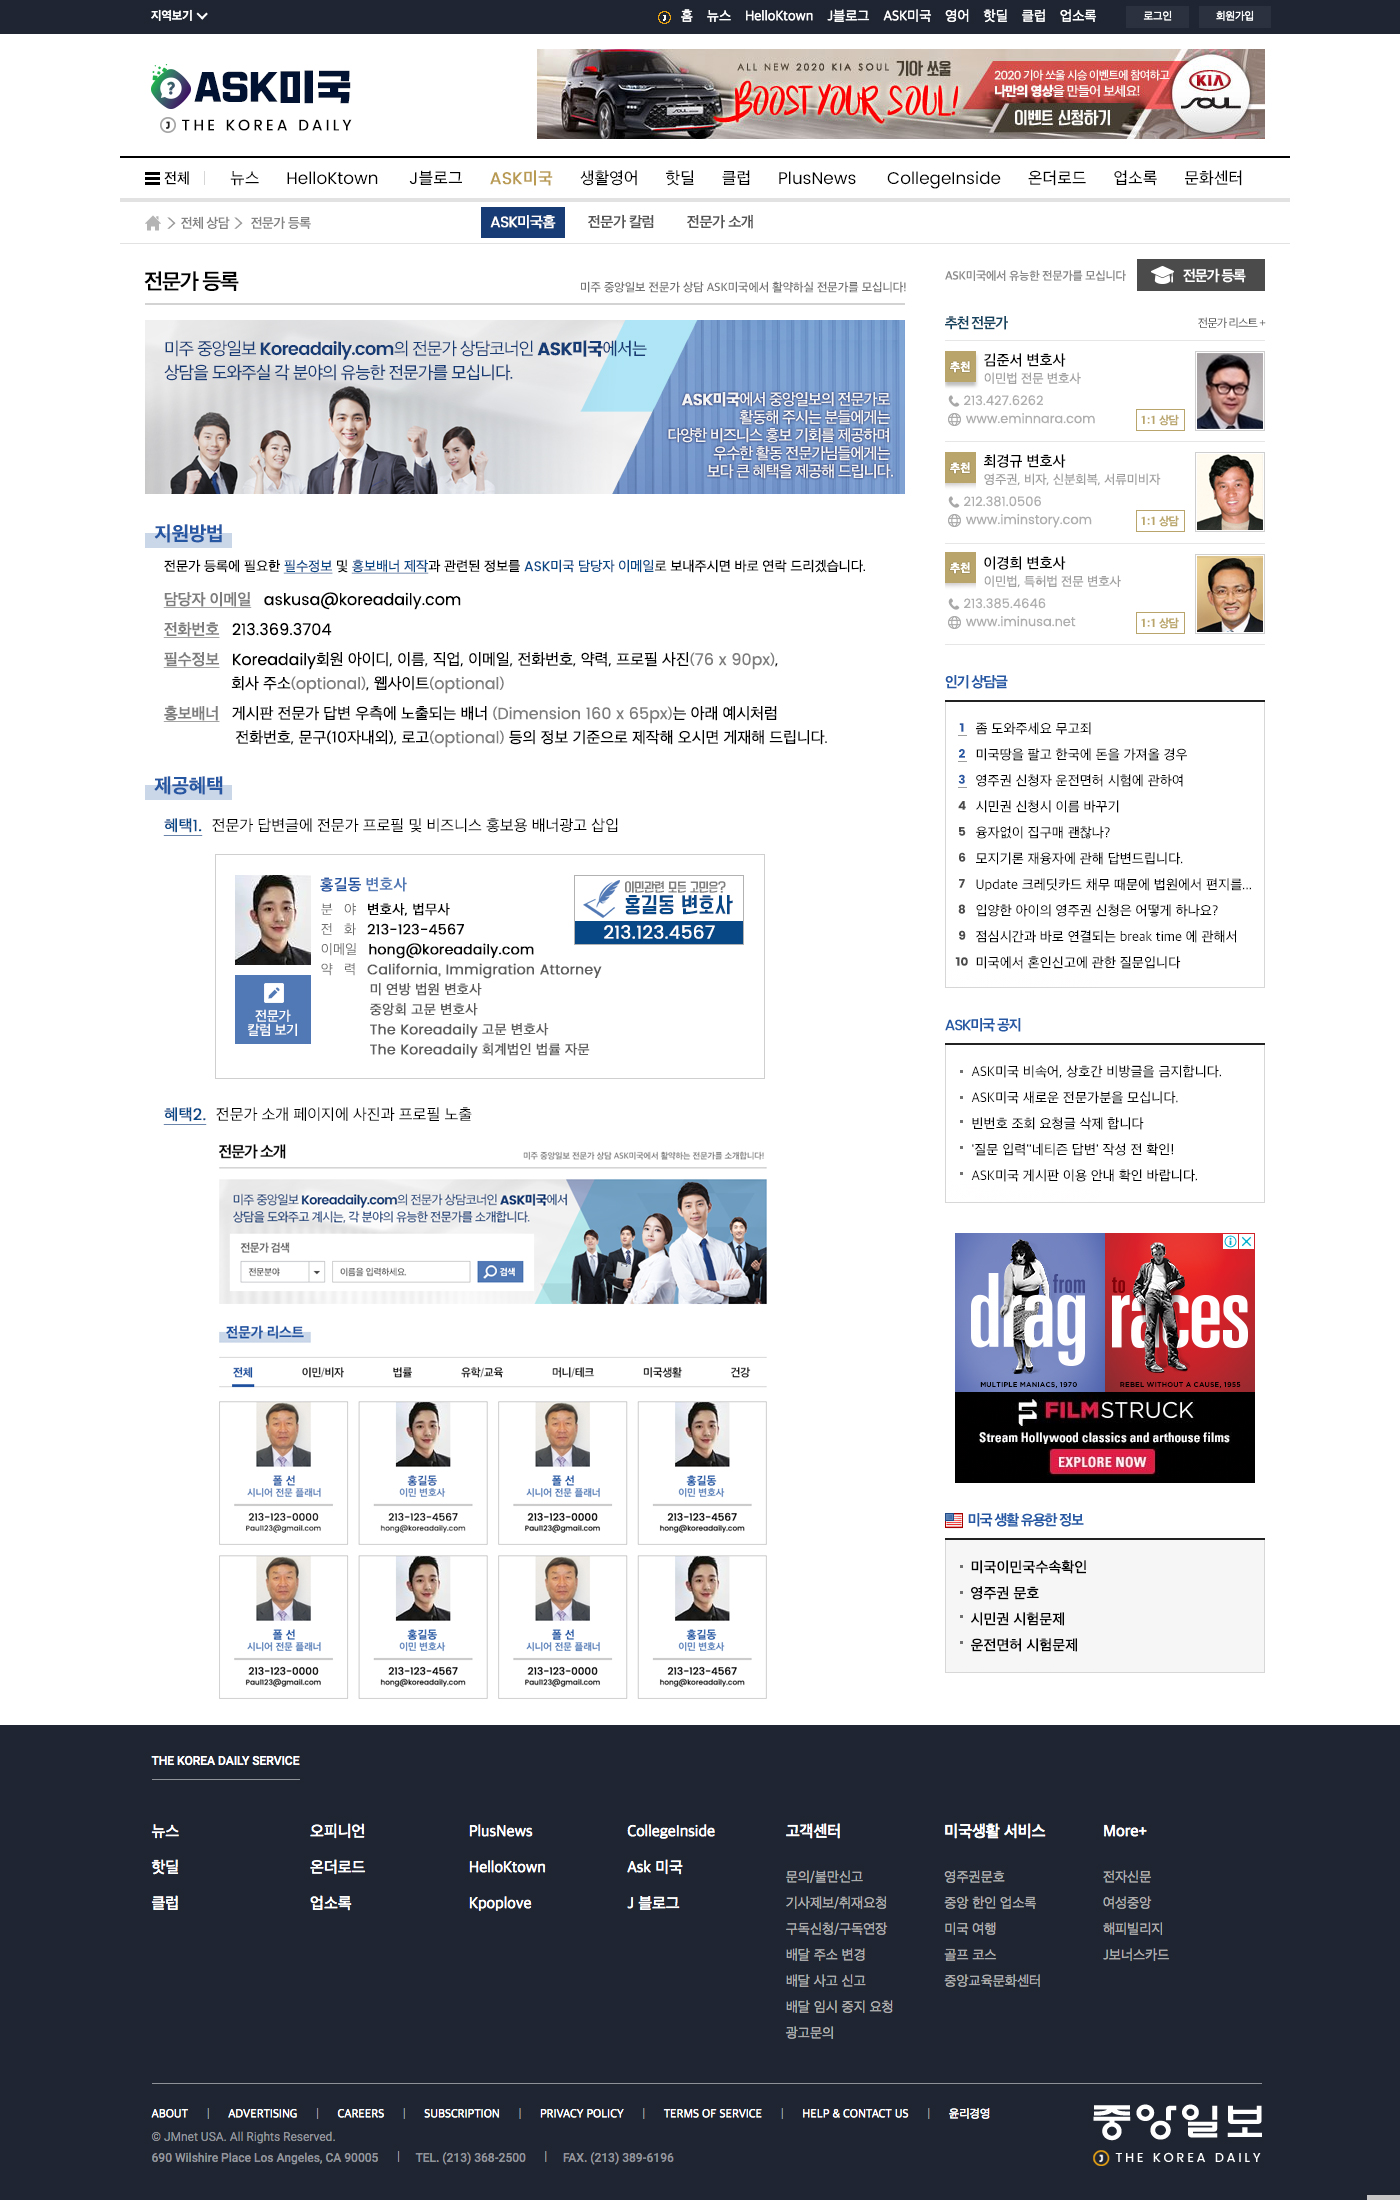 지역보기
홈 뉴스 HelloKtown J블로그 ASK미국 영어 핫딜 클럽 업소록 로그인 회원가입
ASK미국
THE KOREA DAILY
ALL NEW 2020 KIA SOUL 기아 쏘울
BOOST YOUR SOUL!
2020 기아 쏘울 시승 이벤트에 참여하고
나만의 영상을 만들어 보세요!
이벤트 신청하기
KIA
SOUL
전체 뉴스 HelloKtown J블로그 ASK미국 생활영어 핫딜 클럽 PlusNews CollegeInside 온더로드 업소록 문화센터
> 전체 상담 > 전문가 등록
ASK미국홈 전문가 칼럼 전문가 소개
전문가 등록
미주 중앙일보 전문가 상담 ASK미국에서 활약하실 전문가를 모십니다!
미주 중앙일보 Koreadaily.com의 전문가 상담코너인 ASK미국에서는
상담을 도와주실 각 분야의 유능한 전문가를 모십니다.
ASK미국에서 중앙일보의 전문가로
활동해 주시는 분들에게는
다양한 비즈니스 홍보 기회를 제공하며
우수한 활동 전문가님들에게는
보다 큰 혜택을 제공해 드립니다.
지원방법
전문가 등록에 필요한 필수정보 및 홍보배너 제작과 관련된 정보를 ASK미국 담당자 이메일로 보내주시면 바로 연락 드리겠습니다.
담당자 이메일 askusa@koreadaily.com
전화번호 213.369.3704
필수정보 Koreadaily회원 아이디, 이름, 직업, 이메일, 전화번호, 약력, 프로필 사진(76 x 90px),
회사 주소(optional), 웹사이트(optional)
홍보배너 게시판 전문가 답변 우측에 노출되는 배너 (Dimension 160 x 65px)는 아래 예시처럼
전화번호, 문구(10자내외), 로고(optional) 등의 정보 기준으로 제작해 오시면 게재해 드립니다.
제공혜택
혜택1. 전문가 답변글에 전문가 프로필 및 비즈니스 홍보용 배너광고 삽입
홍길동 변호사
분 야 변호사, 법무사
전 화 213-123-4567
이메일 hong@koreadaily.com
약 력 California, Immigration Attorney
미 연방 법원 변호사
중앙회 고문 변호사
The Koreadaily 고문 변호사
The Koreadaily 회계법인 법률 자문
전문가
칼럼 보기
이민관련 모든 고민은?
홍길동 변호사
213.123.4567
혜택2. 전문가 소개 페이지에 사진과 프로필 노출
전문가 소개
미주 중앙일보 전문가 상담 ASK미국에서 활약하는 전문가를 소개합니다!
미주 중앙일보 Koreadaily.com의 전문가 상담코너인 ASK미국에서
상담을 도와주고 계시는, 각 분야의 유능한 전문가를 소개합니다.
전문가 검색
전문분야 이름을 입력하세요. 검색
전문가 리스트
전체 이민/비자 법률 유학/교육 머니/테크 미국생활 건강
폴 선 홍길동 폴 선 홍길동
시니어 전문 플래너 이민 변호사 시니어 전문 플래너 이민 변호사
213-123-0000 213-123-4567 213-123-0000 213-123-4567
Paul123@gmail.com hong@koreadaily.com Paul123@gmail.com hong@koreadaily.com
폴 선 홍길동 폴 선 홍길동
시니어 전문 플래너 이민 변호사 시니어 전문 플래너 이민 변호사
213-123-0000 213-123-4567 213-123-0000 213-123-4567
Paul123@gmail.com hong@koreadaily.com Paul123@gmail.com hong@koreadaily.com
ASK미국에서 유능한 전문가를 모십니다 전문가 등록
추천 전문가 전문가 리스트 +
추천 김준서 변호사
이민법 전문 변호사
213.427.6262
www.eminnara.com 1:1 상담
추천 최경규 변호사
영주권, 비자, 신분회복, 서류미비자
212.381.0506
www.iminstory.com 1:1 상담
추천 이경희 변호사
이민법, 특허법 전문 변호사
213.385.4646
www.iminusa.net 1:1 상담
인기 상담글
1 좀 도와주세요 무고죄
2 미국땅을 팔고 한국에 돈을 가져올 경우
3 영주권 신청자 운전면허 시험에 관하여
4 시민권 신청시 이름 바꾸기
5 융자없이 집구매 괜찮나?
6 모지기론 재융자에 관해 답변드립니다.
7 Update 크레딧카드 채무 때문에 법원에서 편지를...
8 입양한 아이의 영주권 신청은 어떻게 하나요?
9 점심시간과 바로 연결되는 break time 에 관해서
10 미국에서 혼인신고에 관한 질문입니다
ASK미국 공지
ASK미국 비속어, 상호간 비방글을 금지합니다.
ASK미국 새로운 전문가분을 모십니다.
빈번호 조회 요청글 삭제 합니다
'질문 입력''네티즌 답변' 작성 전 확인!
ASK미국 게시판 이용 안내 확인 바랍니다.
from drag to races
MULTIPLE MANIACS, 1970 REBEL WITHOUT A CAUSE, 1955
FILMSTRUCK
Stream Hollywood classics and arthouse films
EXPLORE NOW
미국 생활 유용한 정보
미국이민국수속확인
영주권 문호
시민권 시험문제
운전면허 시험문제
THE KOREA DAILY SERVICE
뉴스 오피니언 PlusNews CollegeInside 고객센터 미국생활 서비스 More+
핫딜 온더로드 HelloKtown Ask 미국
클럽 업소록 Kpoplove J 블로그
문의/불만신고 영주권문호 전자신문
기사제보/취재요청 중앙 한인 업소록 여성중앙
구독신청/구독연장 미국 여행 해피빌리지
배달 주소 변경 골프 코스 J보너스카드
배달 사고 신고 중앙교육문화센터
배달 임시 중지 요청
광고문의
ABOUT | ADVERTISING | CAREERS | SUBSCRIPTION | PRIVACY POLICY | TERMS OF SERVICE | HELP & CONTACT US | 윤리경영
© JMnet USA. All Rights Reserved.
690 Wilshire Place Los Angeles, CA 90005 | TEL. (213) 368-2500 | FAX. (213) 389-6196
중앙일보
THE KOREA DAILY